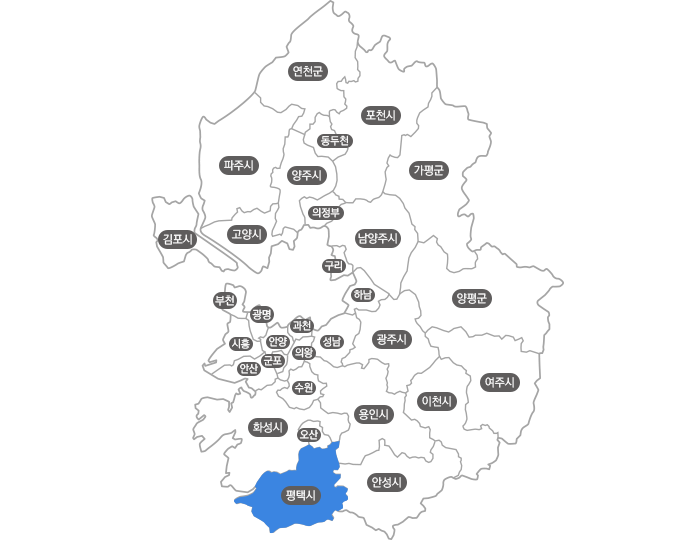 연천군
포천시
동두천
파주시
양주시
가평군
의정부
고양시
김포시
남양주시
구리
하남
양평군
부천
광명
과천
시흥
안양
의왕
성남
광주시
군포
안산
수원
여주시
이천시
용인시
화성시
오산
안성시
평택시